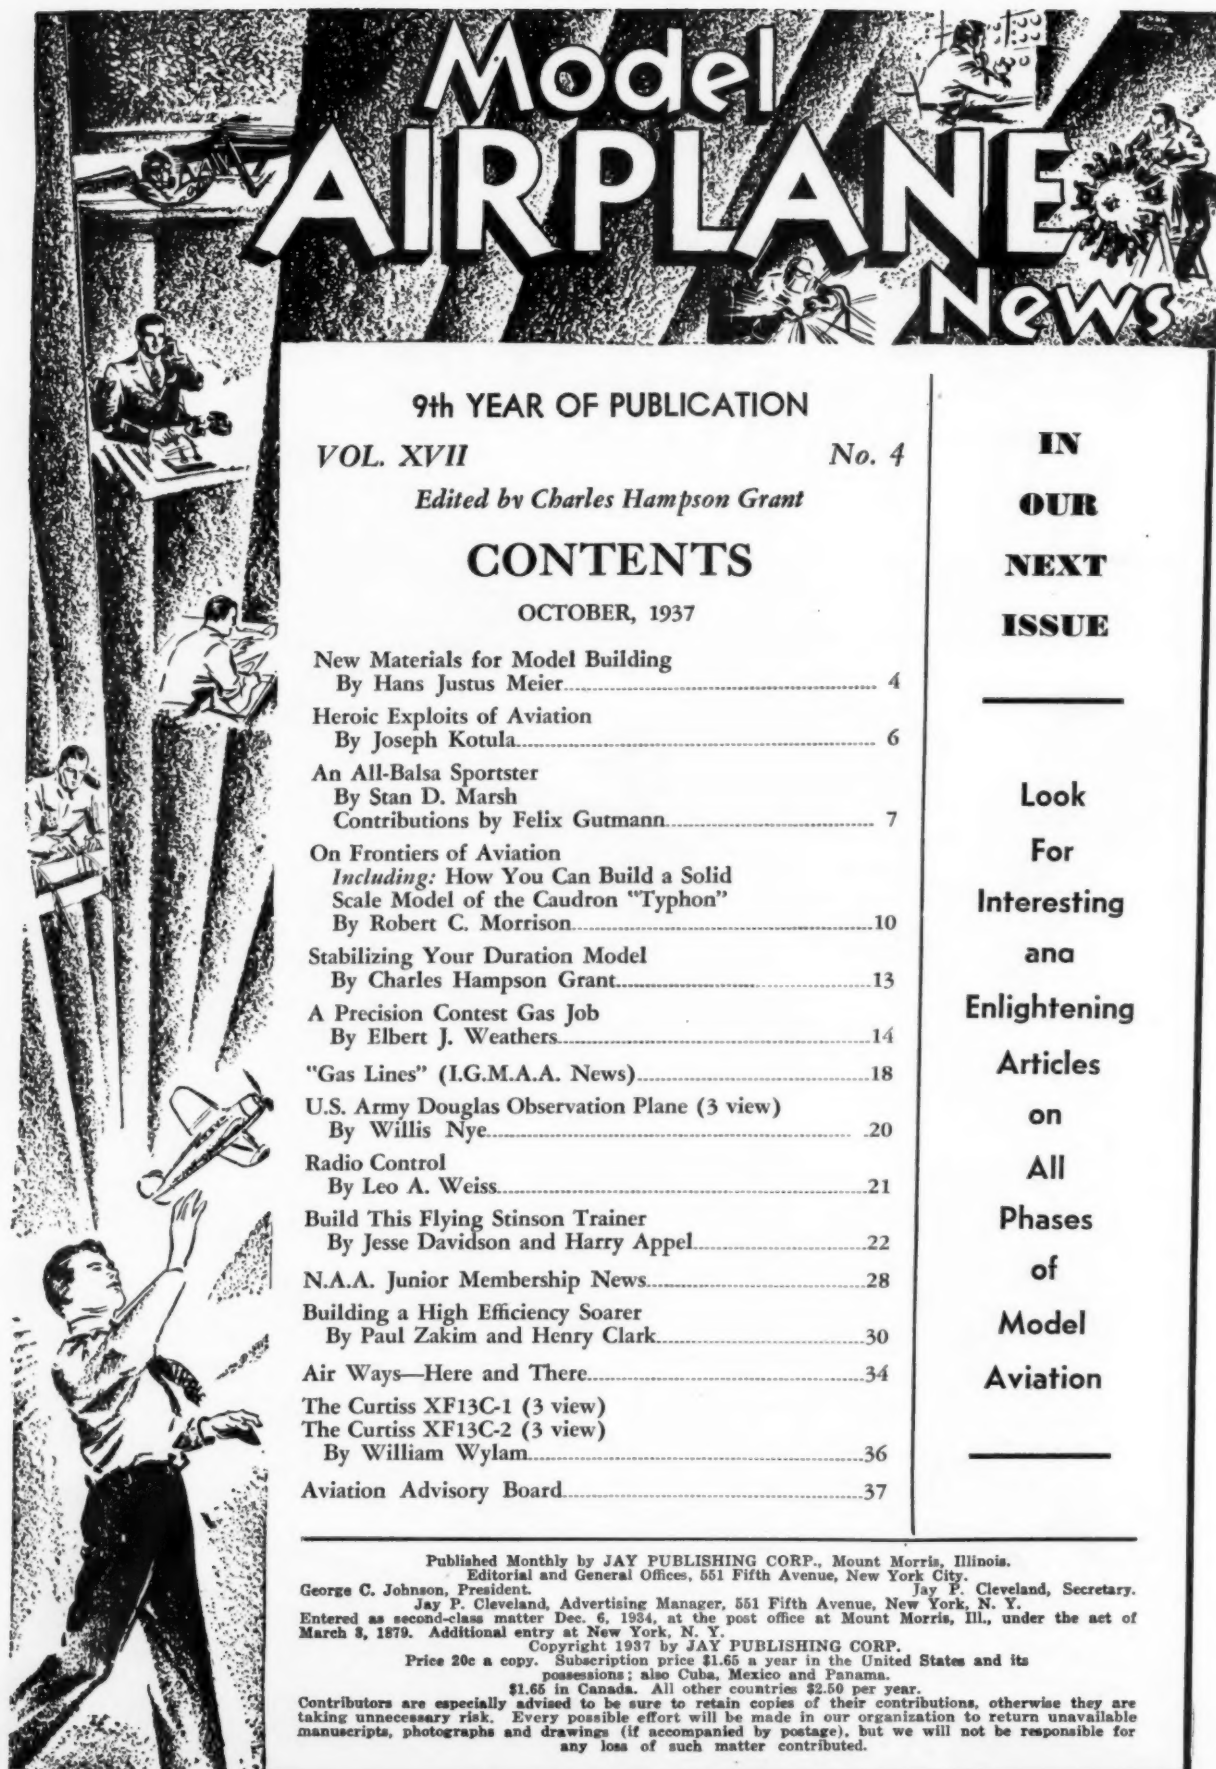 Model
AIRPLANE
News
9th YEAR OF PUBLICATION
VOL. XVII No. 4
Edited by Charles Hampson Grant
CONTENTS
OCTOBER, 1937
New Materials for Model Building
By Hans Justus Meier 4
Heroic Exploits of Aviation
By Joseph Kotula 6
An All-Balsa Sportster
By Stan D. Marsh
Contributions by Felix Gutmann 7
On Frontiers of Aviation
Including: How You Can Build a Solid
Scale Model of the Caudron "Typhon"
By Robert C. Morrison 10
Stabilizing Your Duration Model
By Charles Hampson Grant 13
A Precision Contest Gas Job
By Elbert J. Weathers 14
"Gas Lines" (I.G.M.A.A. News) 18
U.S. Army Douglas Observation Plane (3 view)
By Willis Nye 20
Radio Control
By Leo A. Weiss 21
Build This Flying Stinson Trainer
By Jesse Davidson and Harry Appel 22
N.A.A. Junior Membership News 28
Building a High Efficiency Soarer
By Paul Zakim and Henry Clark 30
Air Ways—Here and There 34
The Curtiss XF13C-1 (3 view)
The Curtiss XF13C-2 (3 view)
By William Wylam 36
Aviation Advisory Board 37
IN
OUR
NEXT
ISSUE
Look
For
Interesting
and
Enlightening
Articles
on
All
Phases
of
Model
Aviation
Published Monthly by JAY PUBLISHING CORP., Mount Morris, Illinois.
Editorial and General Offices, 551 Fifth Avenue, New York City.
George C. Johnson, President. Jay P. Cleveland, Secretary.
Jay P. Cleveland, Advertising Manager, 551 Fifth Avenue, New York, N. Y.
Entered as second-class matter Dec. 6, 1934, at the post office at Mount Morris, Ill., under the act of
March 3, 1879. Additional entry at New York, N. Y.
Copyright 1937 by JAY PUBLISHING CORP.
Price 20c a copy. Subscription price $1.65 a year in the United States and its
possessions; also Cuba, Mexico and Panama.
$1.65 in Canada. All other countries $2.50 per year.
Contributors are especially advised to be sure to retain copies of their contributions, otherwise they are
taking unnecessary risk. Every possible effort will be made in our organization to return unavailable
manuscripts, photographs and drawings (if accompanied by postage), but we will not be responsible for
any loss of such matter contributed.